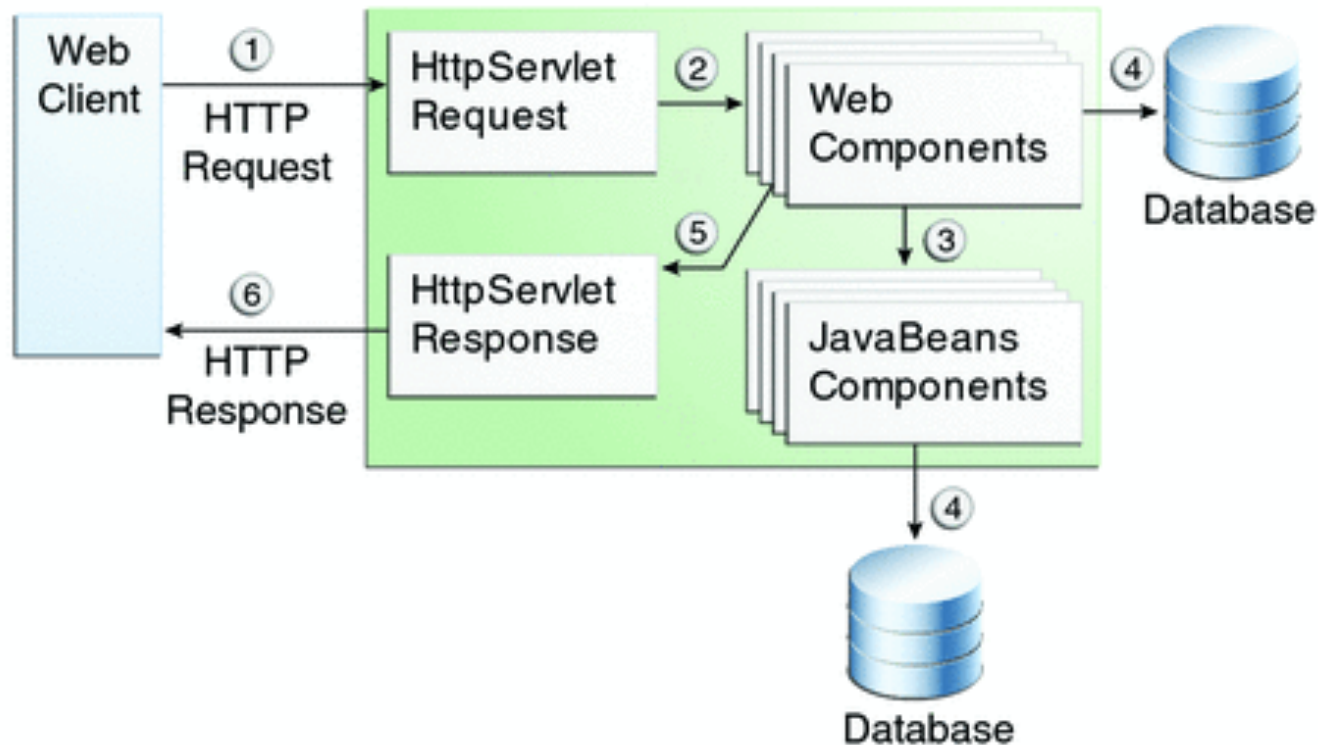 Web
Client
1
HTTP
Request
HttpServlet
Request
2
Web
Components
4
Database
5
3
HttpServlet
Response
6
HTTP
Response
JavaBeans
Components
4
Database